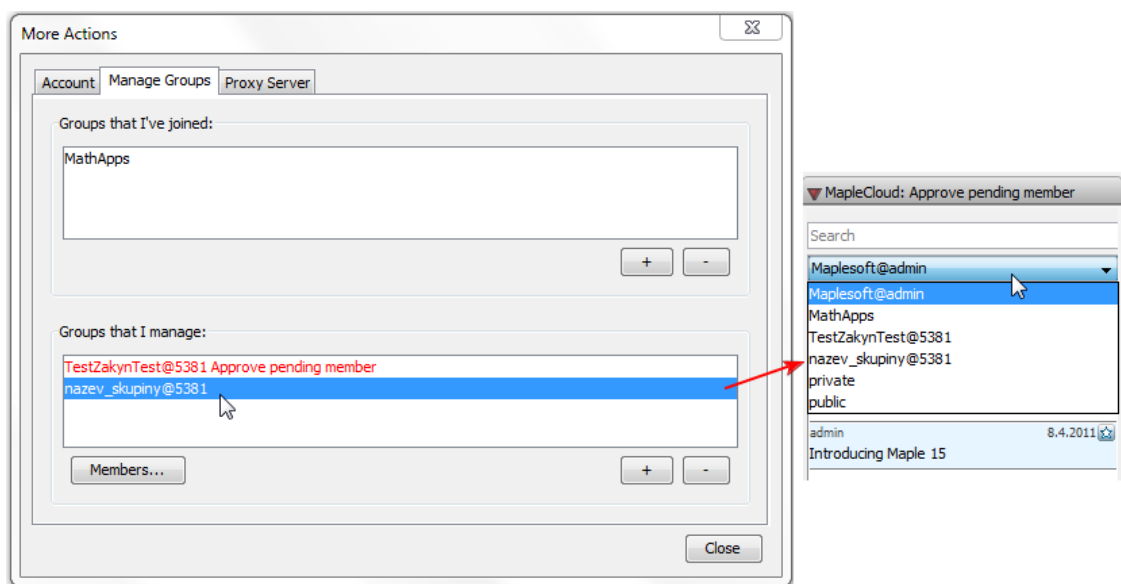 More Actions
Account Manage Groups Proxy Server
Groups that I've joined:
MathApps
+ -
Groups that I manage:
TestZakynTest@5381 Approve pending member
nazev_skupiny@5381
Members... + -
Close
MapleCloud: Approve pending member
Search
Maplesoft@admin
Maplesoft@admin
MathApps
TestZakynTest@5381
nazev_skupiny@5381
private
public
admin 8.4.2011
Introducing Maple 15